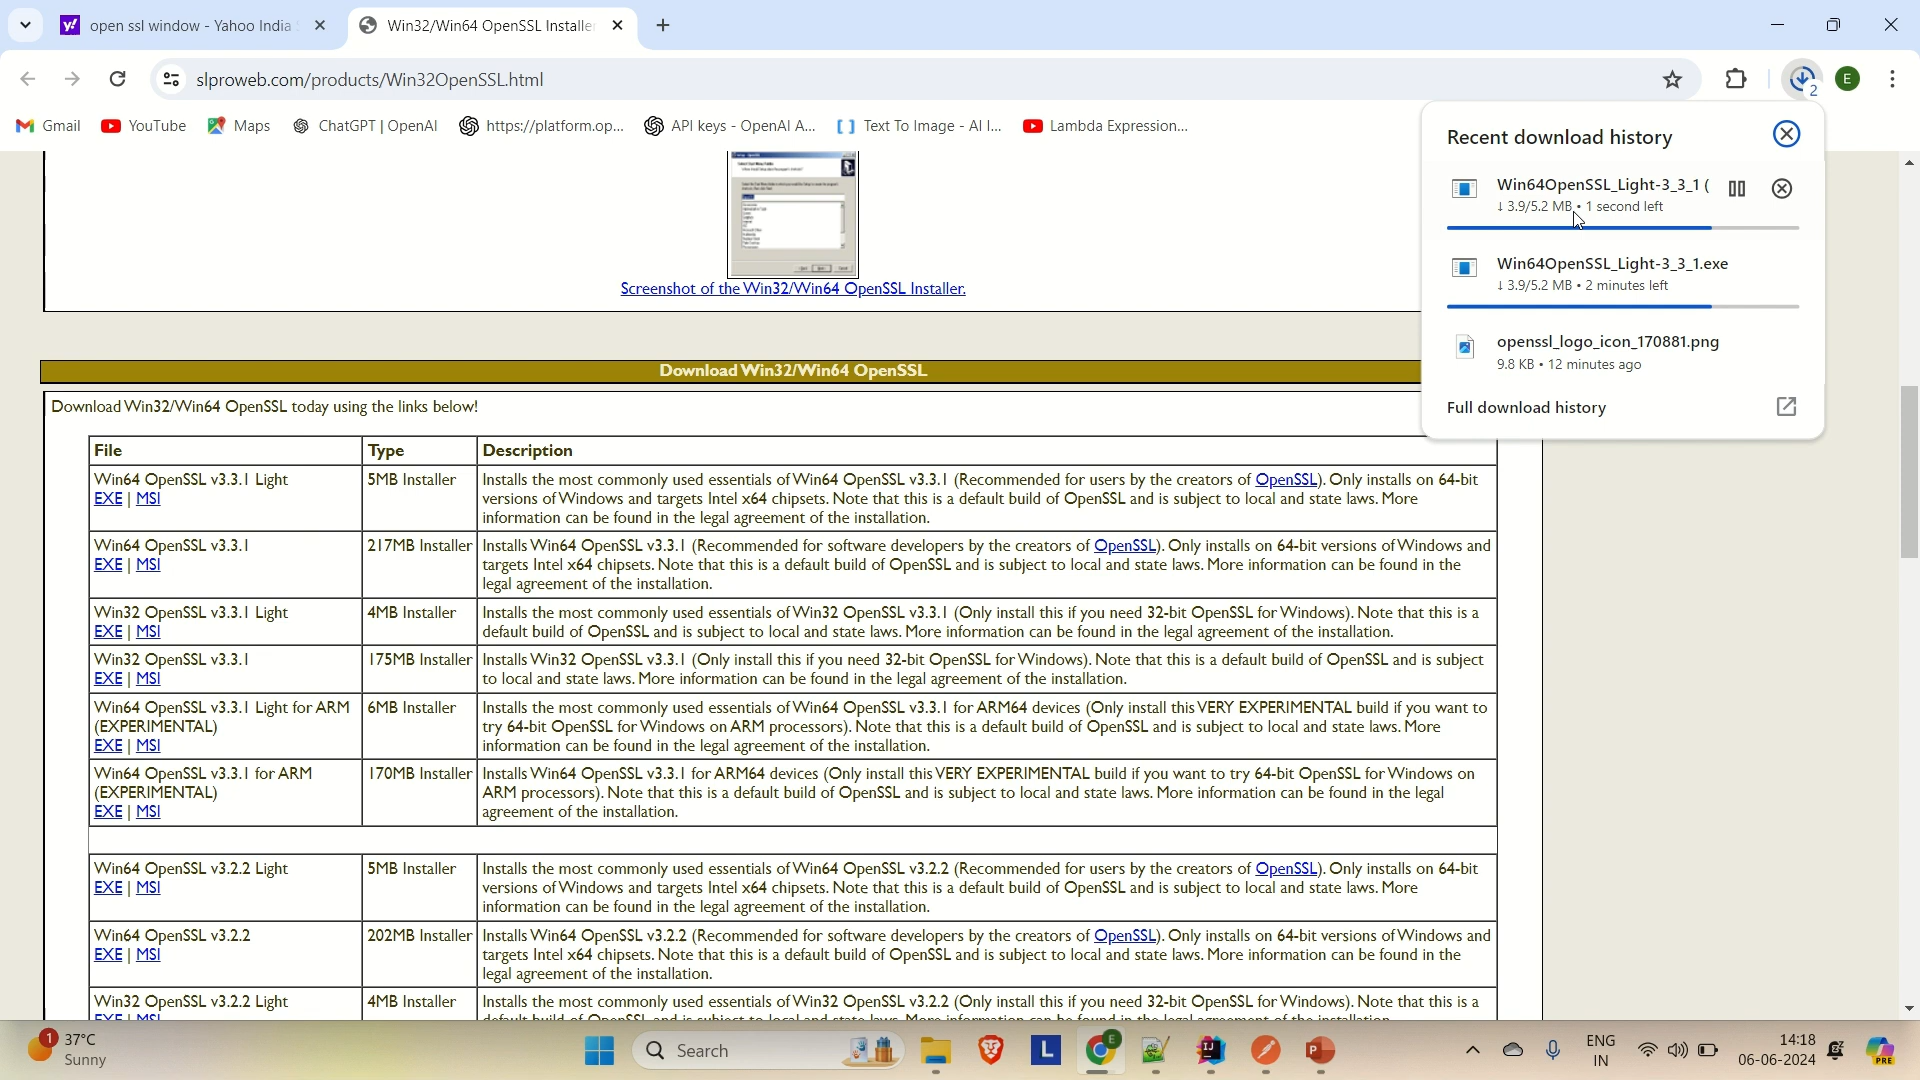 open ssl window - Yahoo India
Win32/Win64 OpenSSL Installe
slproweb.com/products/Win32OpenSSL.html
E
Gmail
YouTube
Maps
ChatGPT | OpenAI
https://platform.op...
API keys - OpenAI A...
Text To Image - AI I...
Lambda Expression...
Recent download history
Win64OpenSSL_Light-3_3_1 (
↓ 3.9/5.2 MB • 1 second left
Win64OpenSSL_Light-3_3_1.exe
↓ 3.9/5.2 MB • 2 minutes left
openssl_logo_icon_170881.png
9.8 KB • 12 minutes ago
Full download history
2
Screenshot of the Win32/Win64 OpenSSL Installer.
Download Win32/Win64 OpenSSL
Download Win32/Win64 OpenSSL today using the links below!
File Type Description
Win64 OpenSSL v3.3.1 Light
EXE | MSI
5MB Installer
Installs the most commonly used essentials of Win64 OpenSSL v3.3.1 (Recommended for users by the creators of OpenSSL). Only installs on 64-bit
versions of Windows and targets Intel x64 chipsets. Note that this is a default build of OpenSSL and is subject to local and state laws. More
information can be found in the legal agreement of the installation.
Win64 OpenSSL v3.3.1
EXE | MSI
217MB Installer
Installs Win64 OpenSSL v3.3.1 (Recommended for software developers by the creators of OpenSSL). Only installs on 64-bit versions of Windows and
targets Intel x64 chipsets. Note that this is a default build of OpenSSL and is subject to local and state laws. More information can be found in the
legal agreement of the installation.
Win32 OpenSSL v3.3.1 Light
EXE | MSI
4MB Installer
Installs the most commonly used essentials of Win32 OpenSSL v3.3.1 (Only install this if you need 32-bit OpenSSL for Windows). Note that this is a
default build of OpenSSL and is subject to local and state laws. More information can be found in the legal agreement of the installation.
Win32 OpenSSL v3.3.1
EXE | MSI
175MB Installer
Installs Win32 OpenSSL v3.3.1 (Only install this if you need 32-bit OpenSSL for Windows). Note that this is a default build of OpenSSL and is subject
to local and state laws. More information can be found in the legal agreement of the installation.
Win64 OpenSSL v3.3.1 Light for ARM
(EXPERIMENTAL)
EXE | MSI
6MB Installer
Installs the most commonly used essentials of Win64 OpenSSL v3.3.1 for ARM64 devices (Only install this VERY EXPERIMENTAL build if you want to
try 64-bit OpenSSL for Windows on ARM processors). Note that this is a default build of OpenSSL and is subject to local and state laws. More
information can be found in the legal agreement of the installation.
Win64 OpenSSL v3.3.1 for ARM
(EXPERIMENTAL)
EXE | MSI
170MB Installer
Installs Win64 OpenSSL v3.3.1 for ARM64 devices (Only install this VERY EXPERIMENTAL build if you want to try 64-bit OpenSSL for Windows on
ARM processors). Note that this is a default build of OpenSSL and is subject to local and state laws. More information can be found in the legal
agreement of the installation.
Win64 OpenSSL v3.2.2 Light
EXE | MSI
5MB Installer
Installs the most commonly used essentials of Win64 OpenSSL v3.2.2 (Recommended for users by the creators of OpenSSL). Only installs on 64-bit
versions of Windows and targets Intel x64 chipsets. Note that this is a default build of OpenSSL and is subject to local and state laws. More
information can be found in the legal agreement of the installation.
Win64 OpenSSL v3.2.2
EXE | MSI
202MB Installer
Installs Win64 OpenSSL v3.2.2 (Recommended for software developers by the creators of OpenSSL). Only installs on 64-bit versions of Windows and
targets Intel x64 chipsets. Note that this is a default build of OpenSSL and is subject to local and state laws. More information can be found in the
legal agreement of the installation.
Win32 OpenSSL v3.2.2 Light
EXE | MSI
4MB Installer
Installs the most commonly used essentials of Win32 OpenSSL v3.2.2 (Only install this if you need 32-bit OpenSSL for Windows). Note that this is a
default build of OpenSSL and is subject to local and state laws. More information can be found in the legal agreement of the installation.
1
37°C
Sunny
Search
L
E
ENG
IN
14:18
06-06-2024
PRE